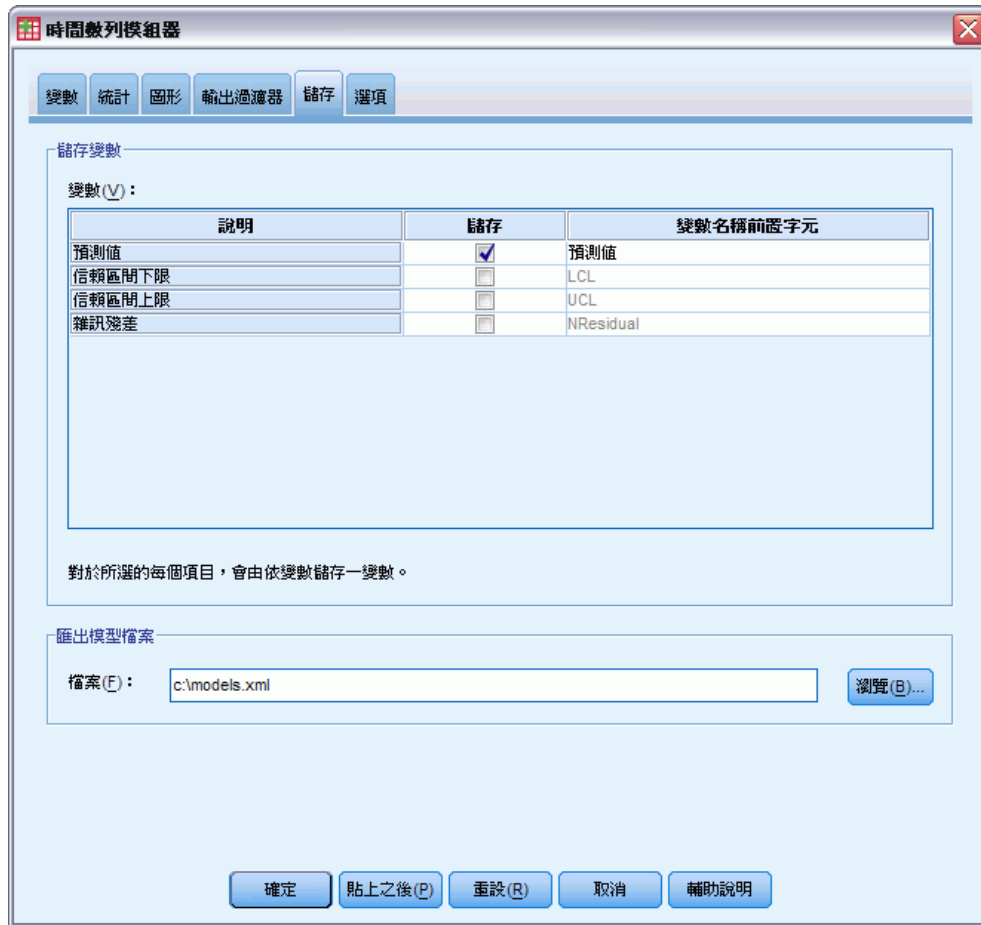 時間數列模組器
變數 統計 圖形 輸出過濾器 儲存 選項
儲存變數
變數(V)：
說明 儲存 變數名稱前置字元
預測值 預測值
信賴區間下限 LCL
信賴區間上限 UCL
雜訊殘差 NResidual
對於所選的每個項目，會由依變數儲存一變數。
匯出模型檔案
檔案(F)： c:\models.xml 瀏覽(B)...
確定 貼上之後(P) 重設(R) 取消 輔助說明